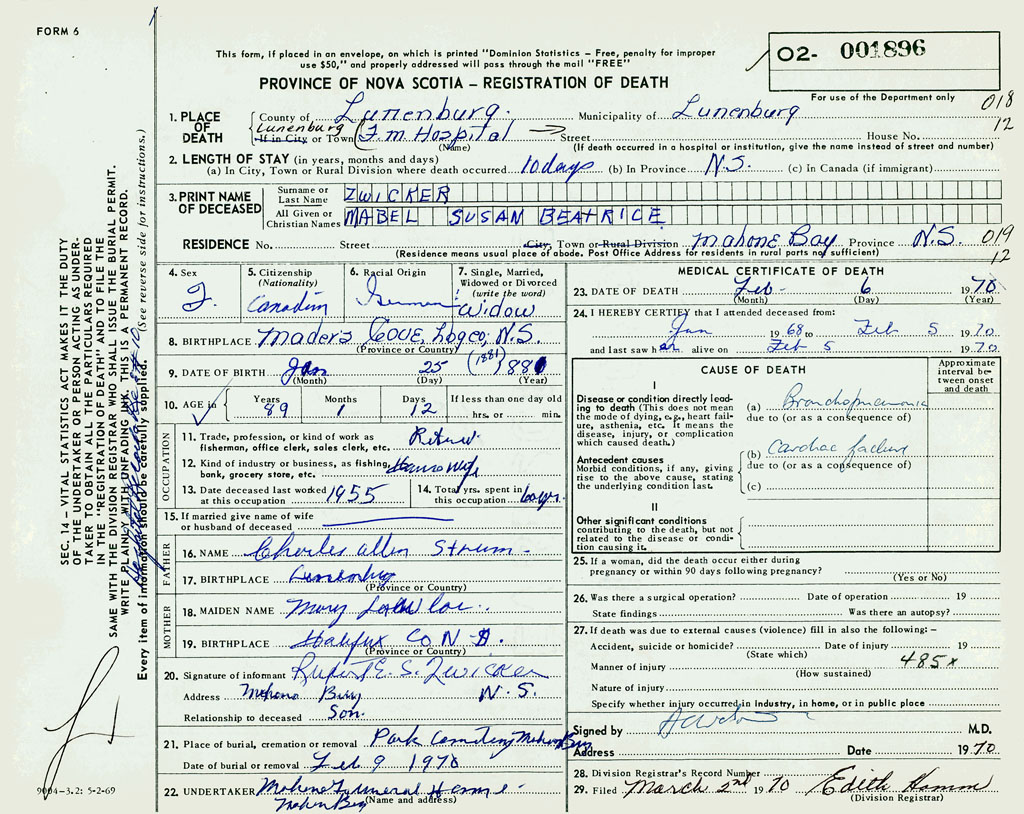 FORM 6
This form, if placed in an envelope, on which is printed "Dominion Statistics – Free, penalty for improper
use $50," and properly addressed will pass through the mail "FREE"
02- 001896
PROVINCE OF NOVA SCOTIA – REGISTRATION OF DEATH
For use of the Department only
018
12
1. PLACE OF DEATH
County of Lunenburg. Municipality of Lunenburg
Lunenburg
If in City or Town F.M. Hospital Street House No.
(Name) (If death occurred in a hospital or institution, give the name instead of street and number)
2. LENGTH OF STAY (in years, months and days)
(a) In City, Town or Rural Division where death occurred 10 days (b) In Province N.S. (c) In Canada (if immigrant)
3. PRINT NAME OF DECEASED
Surname or Last Name ZWICKER
All Given or Christian Names MABEL SUSAN BEATRICE
RESIDENCE No. Street City, Town or Rural Division Mahone Bay Province N.S. 019
(Residence means usual place of abode. Post Office Address for residents in rural parts not sufficient) 12
4. Sex F.
5. Citizenship (Nationality) Canadian
6. Racial Origin German
7. Single, Married, Widowed or Divorced (write the word) Widow
8. BIRTHPLACE Mader's Cove, Log co, N.S.
(Province or Country)
9. DATE OF BIRTH Jan 25 (1881) 1881
(Month) (Day) (Year)
10. AGE in Years 89 Months 1 Days 12 If less than one day old hrs. or min.
OCCUPATION
11. Trade, profession, or kind of work as fisherman, office clerk, sales clerk, etc. Retired
12. Kind of industry or business, as fishing, bank, grocery store, etc. Housewife
13. Date deceased last worked at this occupation 1955
14. Total yrs. spent in this occupation
15. If married give name of wife or husband of deceased
FATHER
16. NAME Charles Allen Strum
17. BIRTHPLACE Lunenburg
(Province or Country)
MOTHER
18. MAIDEN NAME Mary
19. BIRTHPLACE Halifax Co N.S.
(Province or Country)
20. Signature of informant Rupert E. S. Zwicker
Address Mahone Bay N.S.
Relationship to deceased Son.
21. Place of burial, cremation or removal Park Cemetery Mahone Bay
Date of burial or removal Feb 9 1970
22. UNDERTAKER Mahone Funeral Home
Mahone Bay (Name and address)
MEDICAL CERTIFICATE OF DEATH
23. DATE OF DEATH Feb 6 1970
(Month) (Day) (Year)
24. I HEREBY CERTIFY that I attended deceased from:
Jan 1968 to Feb 5 1970
and last saw her alive on Feb 5 1970
CAUSE OF DEATH
Approximate interval between onset and death
I
Disease or condition directly leading to death (This does not mean the mode of dying, e.g., heart failure, asthenia, etc. It means the disease, injury, or complication which caused death.)
(a) Bronchopneumonia
due to (or as a consequence of)
Antecedent causes
Morbid conditions, if any, giving rise to the above cause, stating the underlying condition last.
(b) Cardiac failure
due to (or as a consequence of)
(c)
II
Other significant conditions contributing to the death, but not related to the disease or condition causing it.
25. If a woman, did the death occur either during
pregnancy or within 90 days following pregnancy?
(Yes or No)
26. Was there a surgical operation? Date of operation 19
State findings Was there an autopsy?
27. If death was due to external causes (violence) fill in also the following: –
Accident, suicide or homicide? Date of injury 19
(State which)
Manner of injury 485x
(How sustained)
Nature of injury
Specify whether injury occurred in industry, in home, or in public place
Signed by M.D.
Address Date 1970
28. Division Registrar's Record Number
29. Filed March 2nd 1970 Edith Hamm
(Division Registrar)
SEC. 14 – VITAL STATISTICS ACT MAKES IT THE DUTY
OF THE UNDERTAKER OR PERSON ACTING AS UNDER-
TAKER TO OBTAIN ALL THE PARTICULARS REQUIRED
IN THE "REGISTRATION OF DEATH" AND TO FILE THE
SAME WITH THE DIVISION REGISTRAR WHO SHALL ISSUE THE BURIAL PERMIT.
WRITE PLAINLY WITH UNFADING INK. THIS IS A PERMANENT RECORD.
Every item of information should be carefully supplied. (See reverse side for instructions.)
9004–3.2: 5-2-69